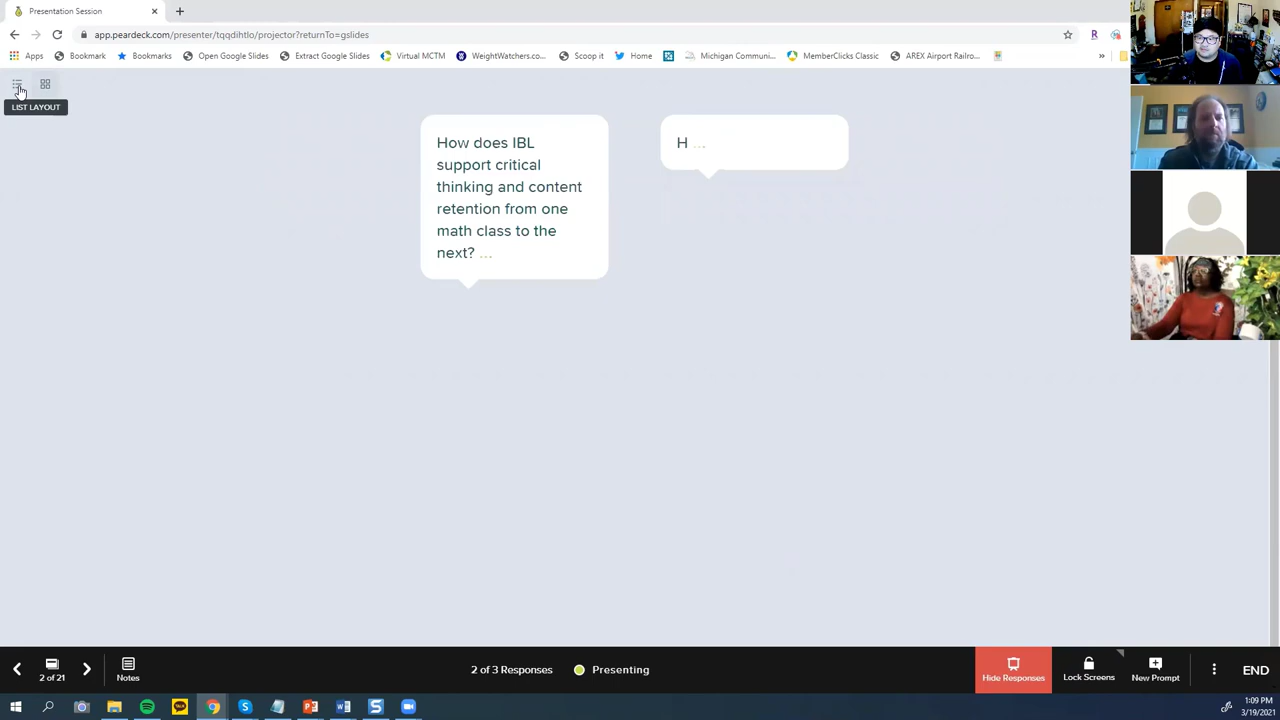 Presentation Session
app.peardeck.com/presenter/tqqdihtlo/projector?returnTo=gslides
R
Apps Bookmark Bookmarks Open Google Slides Extract Google Slides Virtual MCTM WeightWatchers.co... Scoop it Home Michigan Communi... MemberClicks Classic AREX Airport Railro... »
LIST LAYOUT
How does IBL
support critical
thinking and content
retention from one
math class to the
next? ...
H ...
2 of 21
Notes
2 of 3 Responses
Presenting
Hide Responses
Lock Screens
New Prompt
END
1:09 PM
3/19/2021